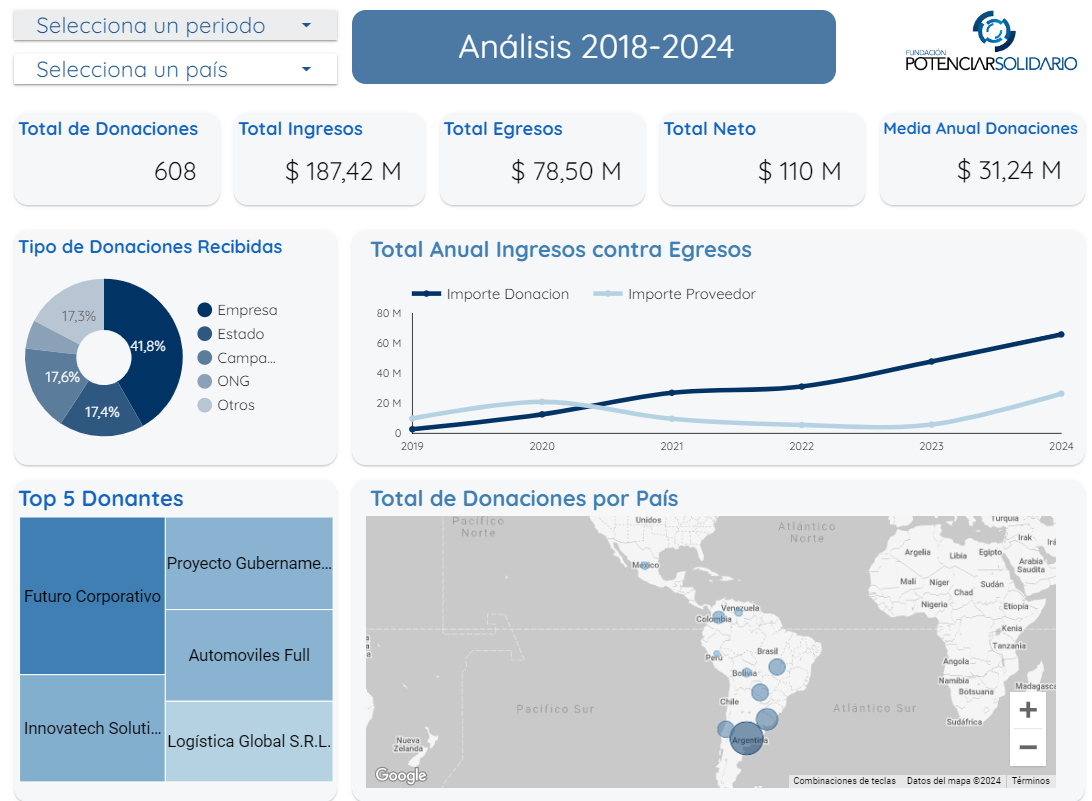 Selecciona un periodo
Selecciona un país
Análisis 2018-2024
FUNDACIÓN
POTENCIARSOLIDARIO
Total de Donaciones
608
Total Ingresos
$ 187,42 M
Total Egresos
$ 78,50 M
Total Neto
$ 110 M
Media Anual Donaciones
$ 31,24 M
Tipo de Donaciones Recibidas
17,3%
41,8%
17,6%
17,4%
Empresa
Estado
Campa...
ONG
Otros
Total Anual Ingresos contra Egresos
Importe Donacion
Importe Proveedor
80 M
60 M
40 M
20 M
0
2019
2020
2021
2022
2023
2024
Top 5 Donantes
Futuro Corporativo
Innovatech Soluti...
Proyecto Gubername...
Automoviles Full
Logística Global S.R.L.
Total de Donaciones por País
Pacífico
Norte
Unidos
Atlántico
Norte
Turquía
Irak
Argelia
Libia
Egipto
Arabia
Saudita
México
Malí
Níger
Chad
Sudán
Nigeria
Etiopía
Venezuela
Colombia
Kenia
Tanzania
Perú
Brasil
Bolivia
Angola
Namibia
Botsuana
Madagasc
Chile
Pacífico Sur
Atlántico Sur
Sudáfrica
Argentina
Nueva
Zelanda
+
−
Google
Combinaciones de teclas
Datos del mapa ©2024
Términos